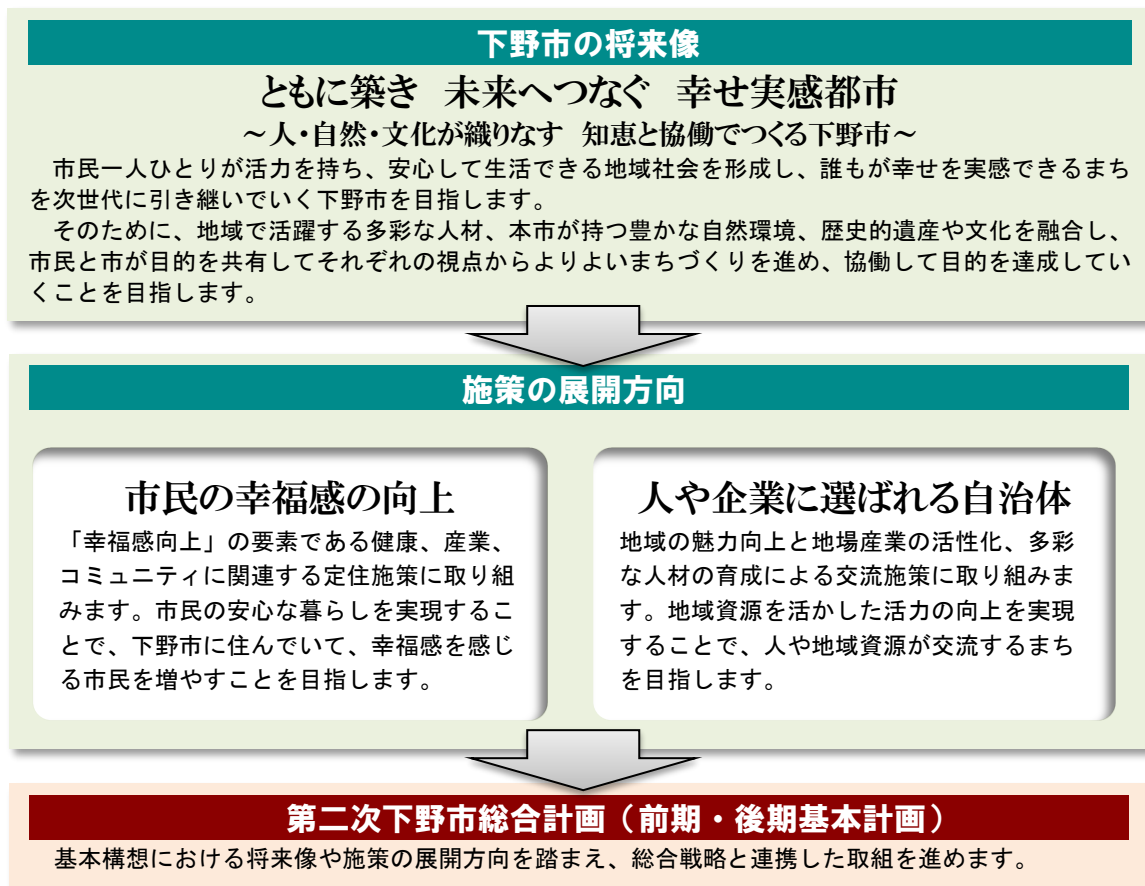 下野市の将来像
ともに築き 未来へつなぐ 幸せ実感都市
～人・自然・文化が織りなす 知恵と協働でつくる下野市～
市民一人ひとりが活力を持ち、安心して生活できる地域社会を形成し、誰もが幸せを実感できるまち
を次世代に引き継いでいく下野市を目指します。
そのために、地域で活躍する多彩な人材、本市が持つ豊かな自然環境、歴史的遺産や文化を融合し、
市民と市が目的を共有してそれぞれの視点からよりよいまちづくりを進め、協働して目的を達成してい
くことを目指します。
施策の展開方向
市民の幸福感の向上
「幸福感向上」の要素である健康、産業、
コミュニティに関連する定住施策に取り組
みます。市民の安心な暮らしを実現するこ
とで、下野市に住んでいて、幸福感を感じ
る市民を増やすことを目指します。
人や企業に選ばれる自治体
地域の魅力向上と地場産業の活性化、多彩
な人材の育成による交流施策に取り組みま
す。地域資源を活かした活力の向上を実現
することで、人や地域資源が交流するまち
を目指します。
第二次下野市総合計画（前期・後期基本計画）
基本構想における将来像や施策の展開方向を踏まえ、総合戦略と連携した取組を進めます。